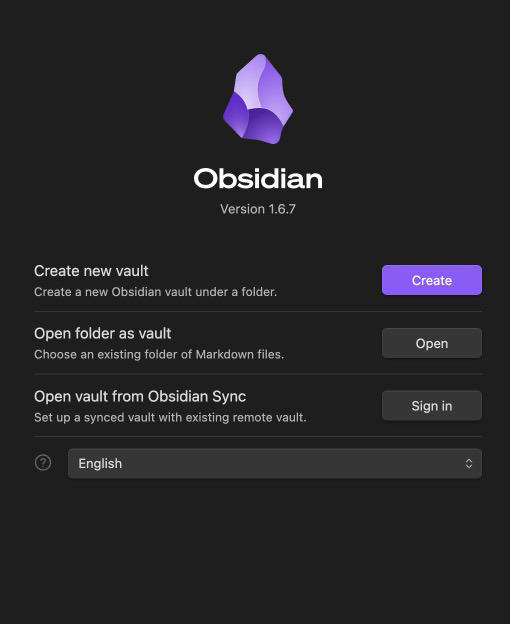 Obsidian
Version 1.6.7
Create new vault
Create a new Obsidian vault under a folder.
Create
Open folder as vault
Choose an existing folder of Markdown files.
Open
Open vault from Obsidian Sync
Set up a synced vault with existing remote vault.
Sign in
?
English